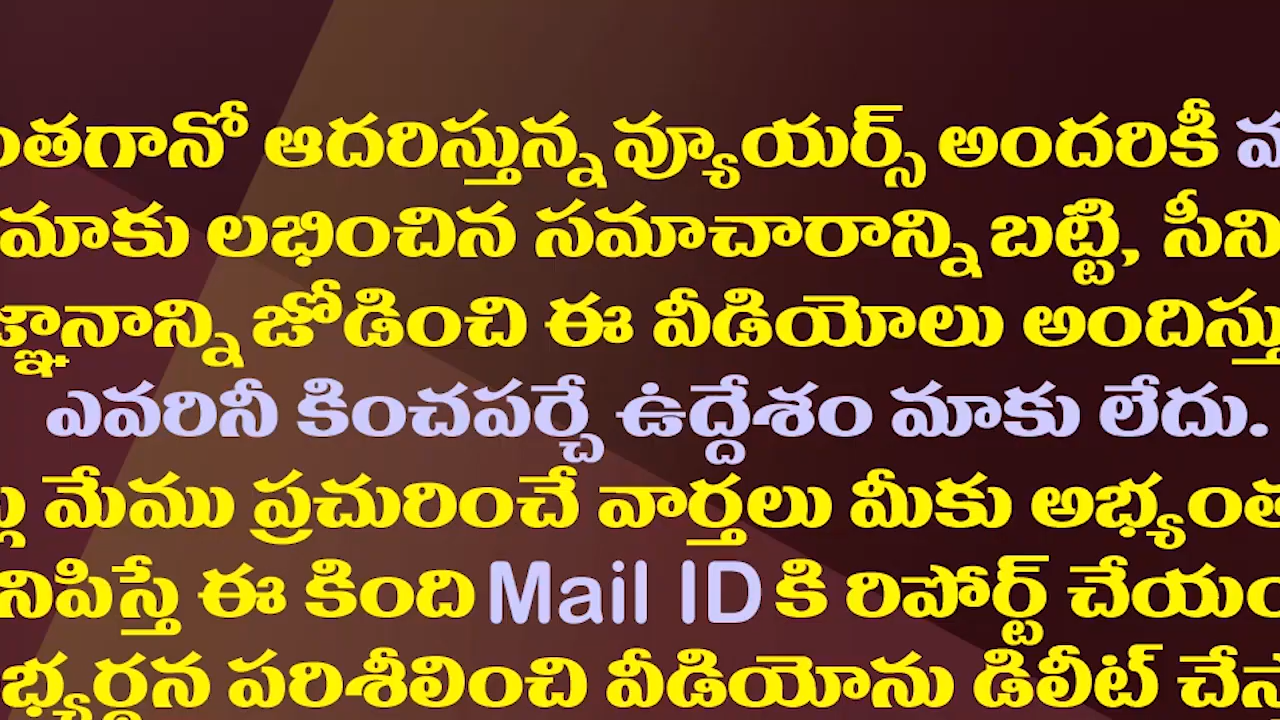 ంతగానో ఆదరిస్తున్న వ్యూయర్స్ అందరికీ
మాకు లభించిన సమాచారాన్ని బట్టి, సీని
జ్ఞానాన్ని జోడించి ఈ వీడియోలు అందిస్తు
ఎవరినీ కించపర్చే ఉద్దేశం మాకు లేదు.
మేము ప్రచురించే వార్తలు మీకు అభ్యంత
నిపిస్తే ఈ కింది Mail ID కి రిపోర్ట్ చేయం
భ్యర్థన పరిశీలించి వీడియోను డిలీట్ చేస